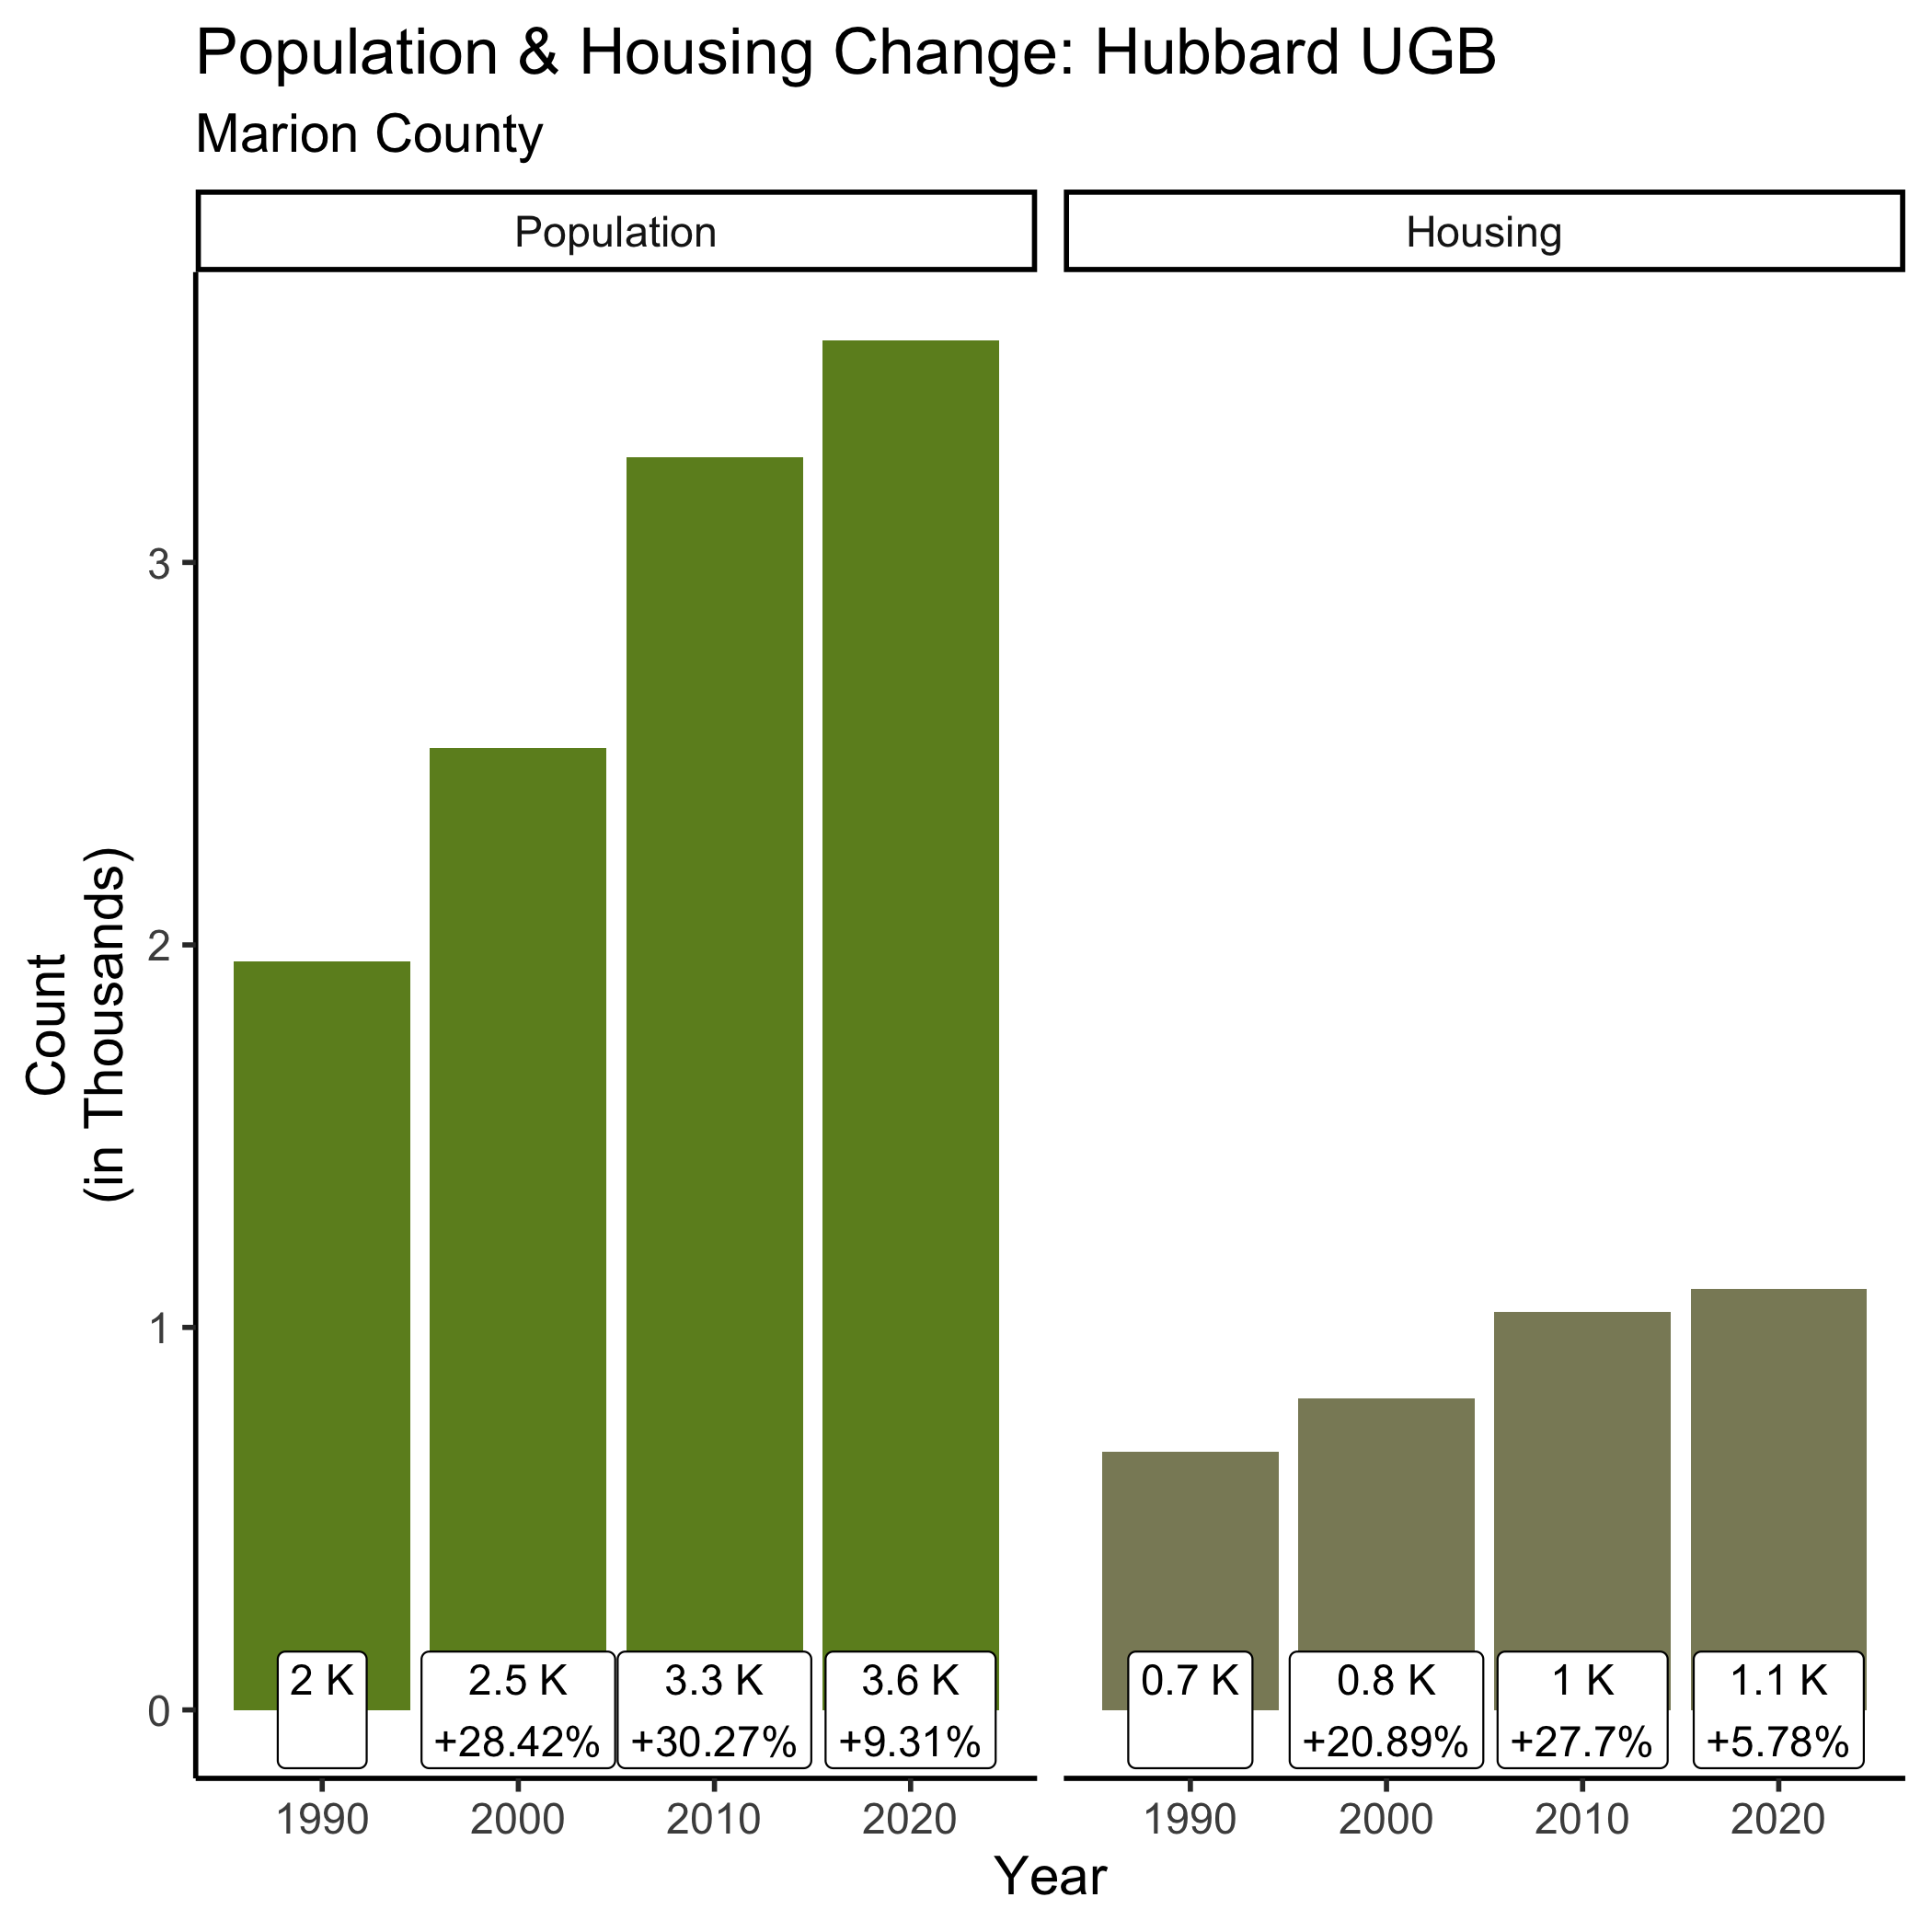 Population & Housing Change: Hubbard UGB
Marion County
Population
Housing
Count
(in Thousands)
3
2
1
0
2 K
2.5 K
+28.42%
3.3 K
+30.27%
3.6 K
+9.31%
0.7 K
0.8 K
+20.89%
1 K
+27.7%
1.1 K
+5.78%
1990
2000
2010
2020
1990
2000
2010
2020
Year